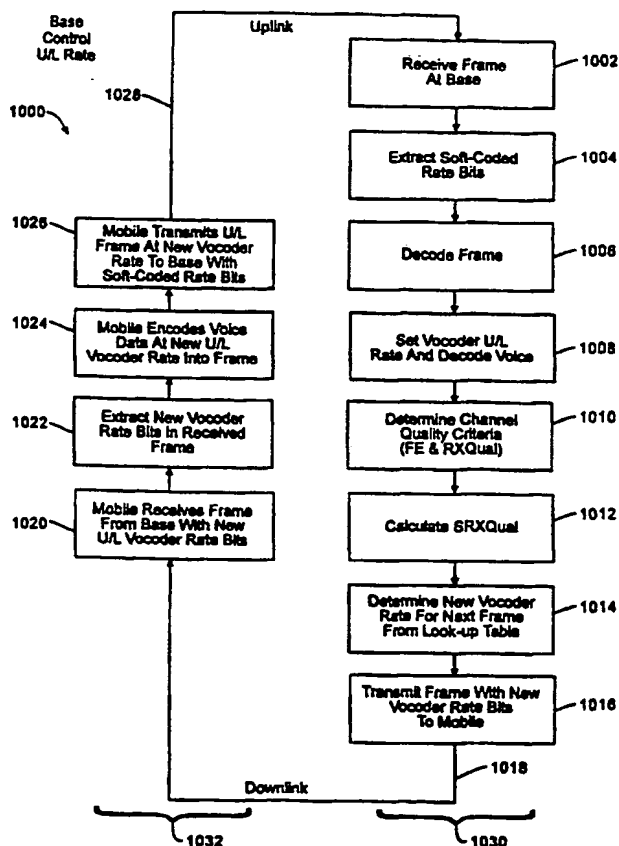 Base
Control
U/L Rate
Uplink
1000
1028
Receive Frame
At Base
1002
Extract Soft-Coded
Rate Bits
1004
Decode Frame
1006
Set Vocoder U/L
Rate And Decode Voice
1008
Determine Channel
Quality Criteria
(FE & RXQual)
1010
Calculate SRXQual
1012
Determine New Vocoder
Rate For Next Frame
From Look-up Table
1014
Transmit Frame With New
Vocoder Rate Bits
To Mobile
1016
1018
Downlink
1030
1026
Mobile Transmits U/L
Frame At New Vocoder
Rate To Base With
Soft-Coded Rate Bits
1024
Mobile Encodes Voice
Data At New U/L
Vocoder Rate Into Frame
1022
Extract New Vocoder
Rate Bits In Received
Frame
1020
Mobile Receives Frame
From Base With New
U/L Vocoder Rate Bits
1032